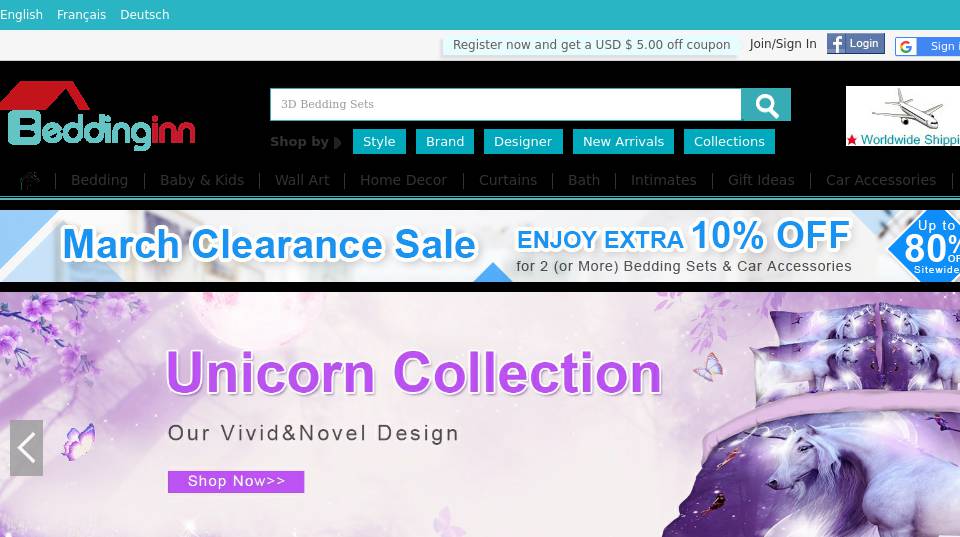 English Français Deutsch
Register now and get a USD $ 5.00 off coupon Join/Sign In Login Sign
Beddinginn
3D Bedding Sets
Worldwide
Shop by Style Brand Designer New Arrivals Collections
Bedding Baby & Kids Wall Art Home Decor Curtains Bath Intimates Gift Ideas Car Accessories
March Clearance Sale
ENJOY EXTRA 10% OFF
for 2 (or More) Bedding Sets & Car Accessories
Up to
80%
Sitewide
Unicorn Collection
Our Vivid&Novel Design
Shop Now>>